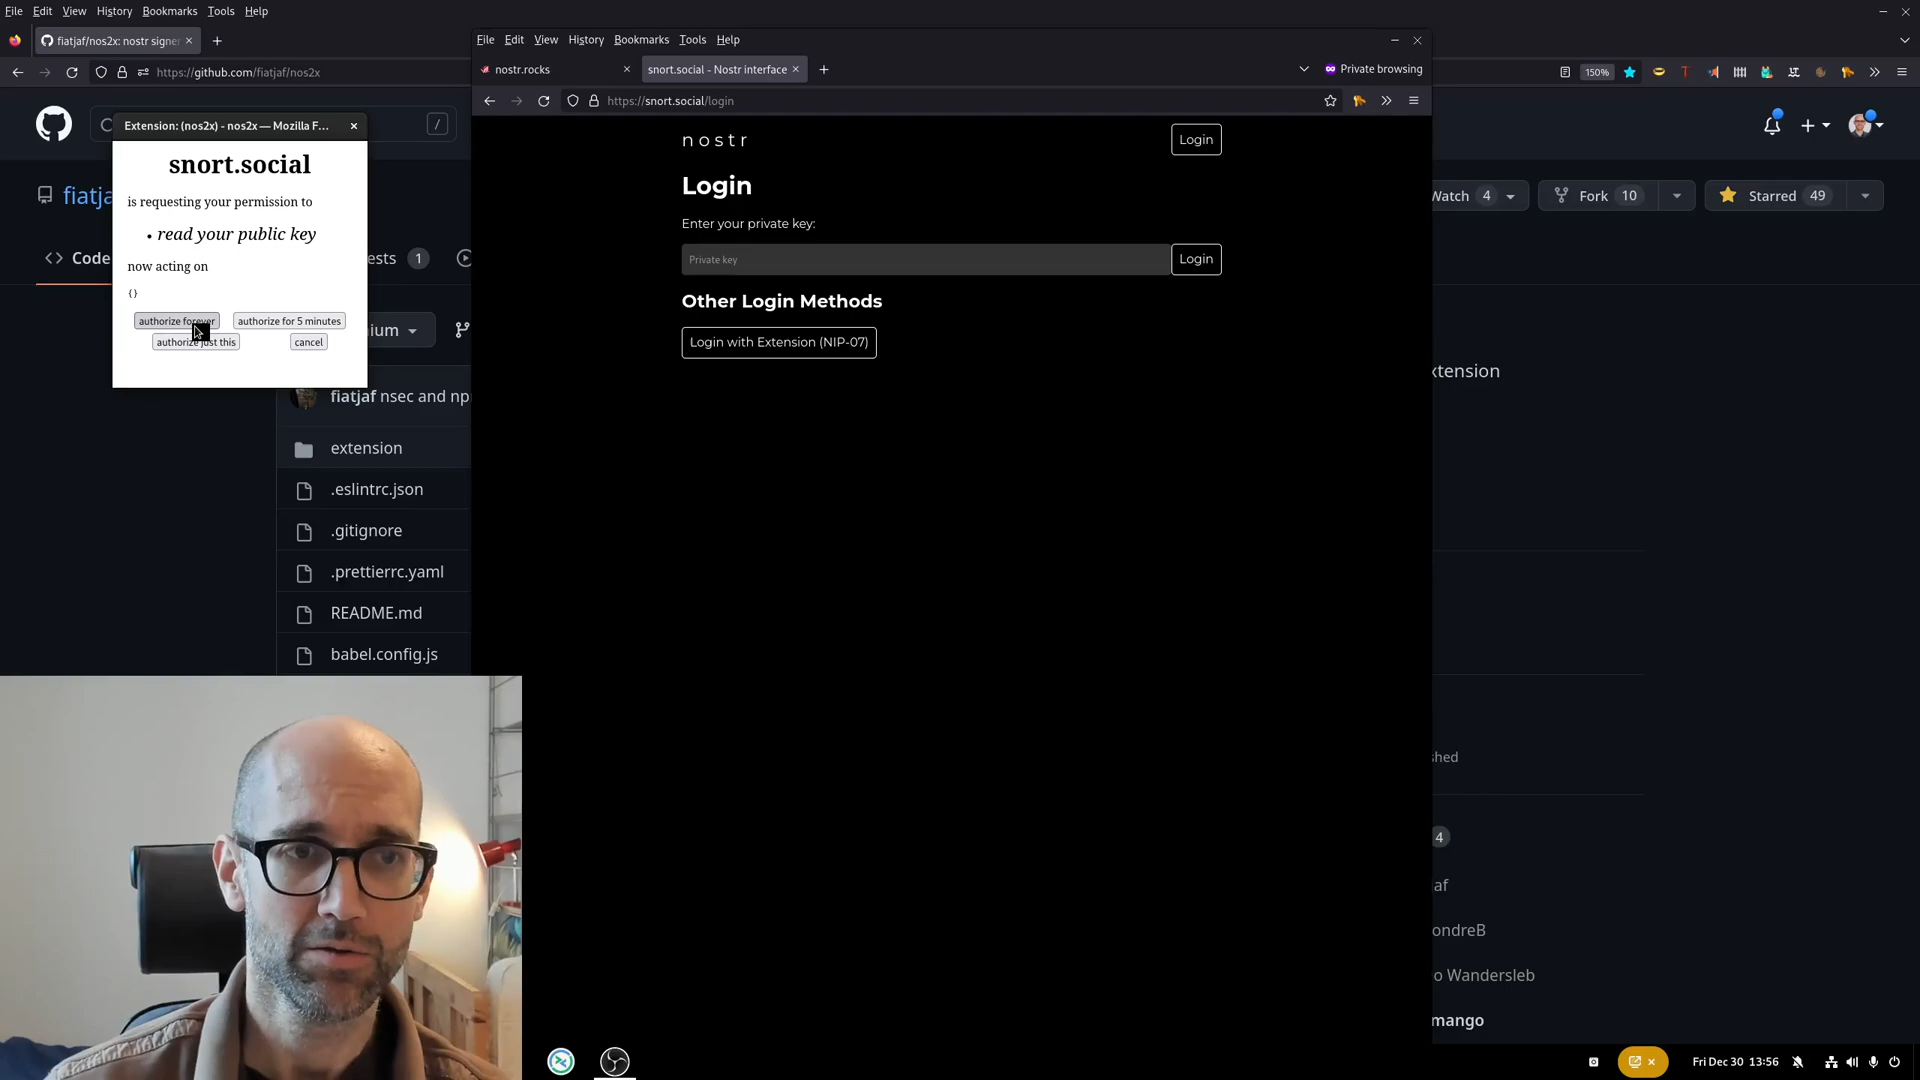 File Edit View History Bookmarks Tools Help
fiatjaf/nos2x: nostr signe
https://github.com/fiatjaf/nos2x
150%
/
fiatja
Watch 4
Fork 10
Starred 49
Code
ests 1
nium
fiatjaf nsec and np
extension
.eslintrc.json
.gitignore
.prettierrc.yaml
README.md
babel.config.js
Extension: (nos2x) - nos2x — Mozilla F...
snort.social
is requesting your permission to
• read your public key
now acting on
{}
authorize forever
authorize for 5 minutes
authorize just this
cancel
File Edit View History Bookmarks Tools Help
nostr.rocks
snort.social - Nostr interface
Private browsing
https://snort.social/login
nostr
Login
Login
Enter your private key:
Private key
Login
Other Login Methods
Login with Extension (NIP-07)
xtension
shed
4
af
ondreB
o Wandersleb
mango
Fri Dec 30 13:56